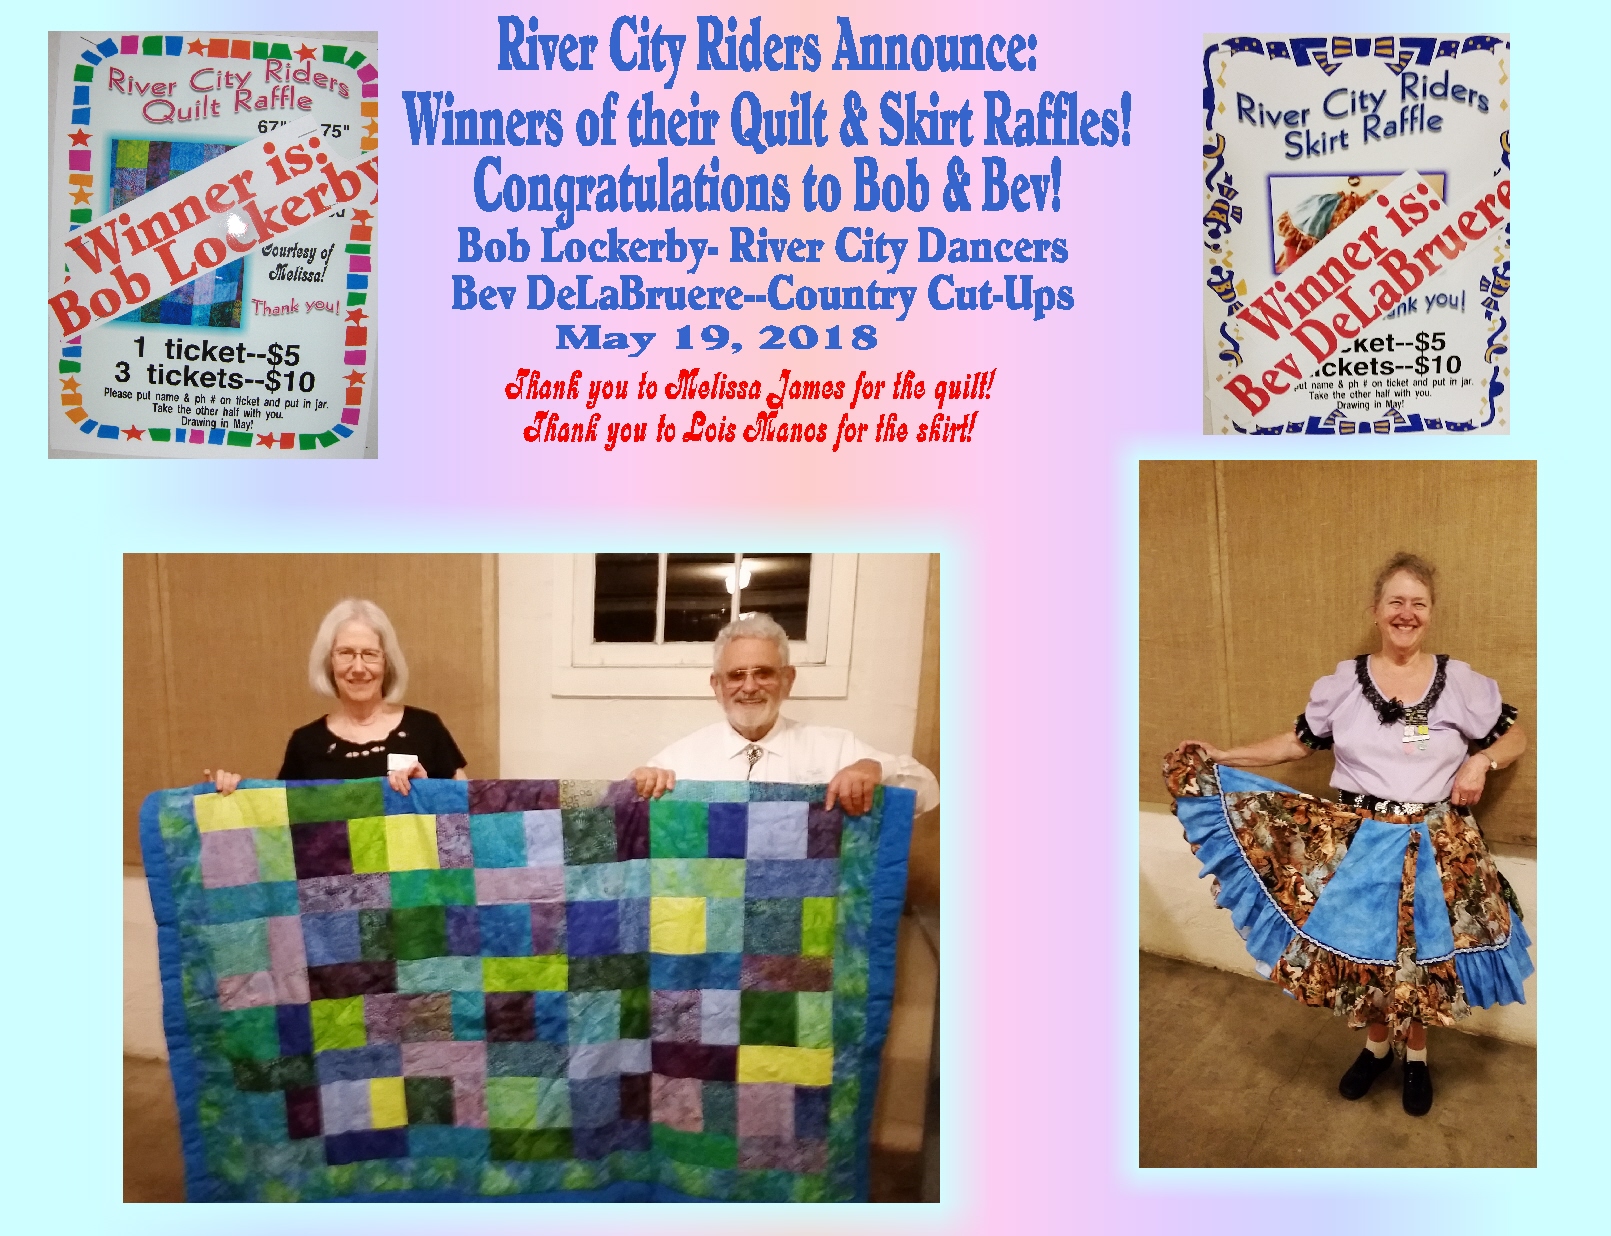 River City Riders Announce:
Winners of their Quilt & Skirt Raffles!
Congratulations to Bob & Bev!
Bob Lockerby- River City Dancers
Bev DeLaBruere--Country Cut-Ups
May 19, 2018
Thank you to Melissa James for the quilt!
Thank you to Lois Manos for the skirt!
River City Riders
Quilt Raffle
67" 75"
Winner is:
Bob Lockerby
Courtesy of
Melissa!
Thank you!
1 ticket--$5
3 tickets--$10
Please put name & ph # on ticket and put in jar.
Take the other half with you.
Drawing in May!
River City Riders
Skirt Raffle
Winner is:
Bev DeLaBruere
you!
--$5
--$10
put name & ph # on ticket and put in jar.
Take the other half with you.
Drawing in May!